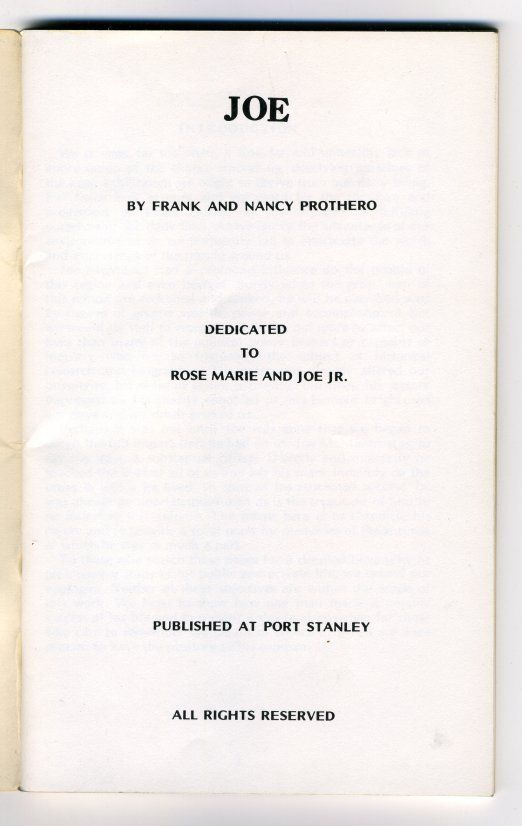 JOE
BY FRANK AND NANCY PROTHERO
DEDICATED
TO
ROSE MARIE AND JOE JR.
PUBLISHED AT PORT STANLEY
ALL RIGHTS RESERVED